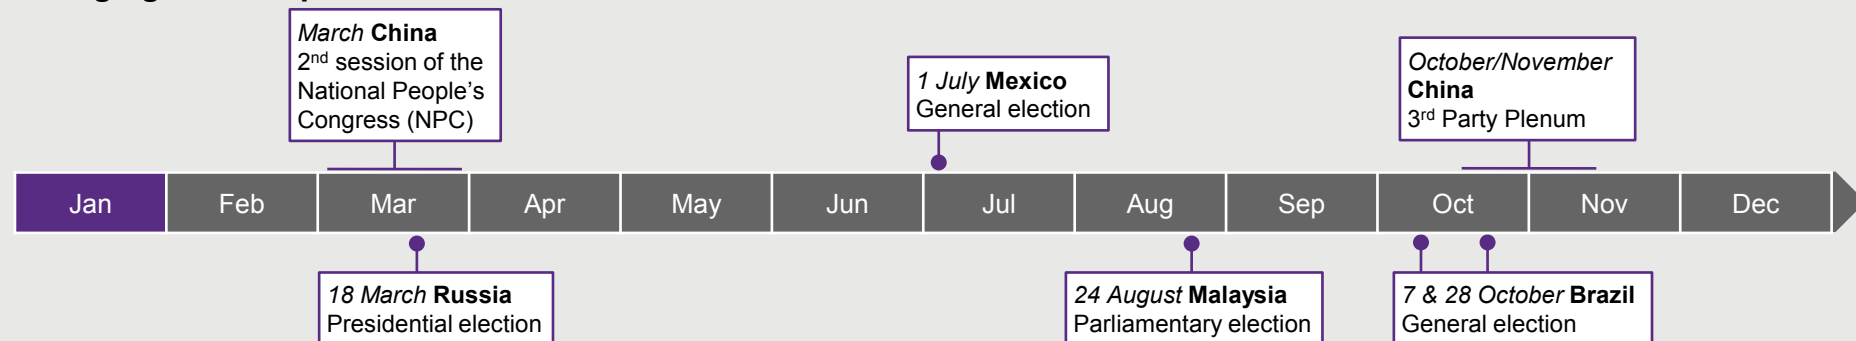 March China
2nd session of the
National People's
Congress (NPC)
1 July Mexico
General election
October/November
China
3rd Party Plenum
Jan
Feb
Mar
Apr
May
Jun
Jul
Aug
Sep
Oct
Nov
Dec
18 March Russia
Presidential election
24 August Malaysia
Parliamentary election
7 & 28 October Brazil
General election